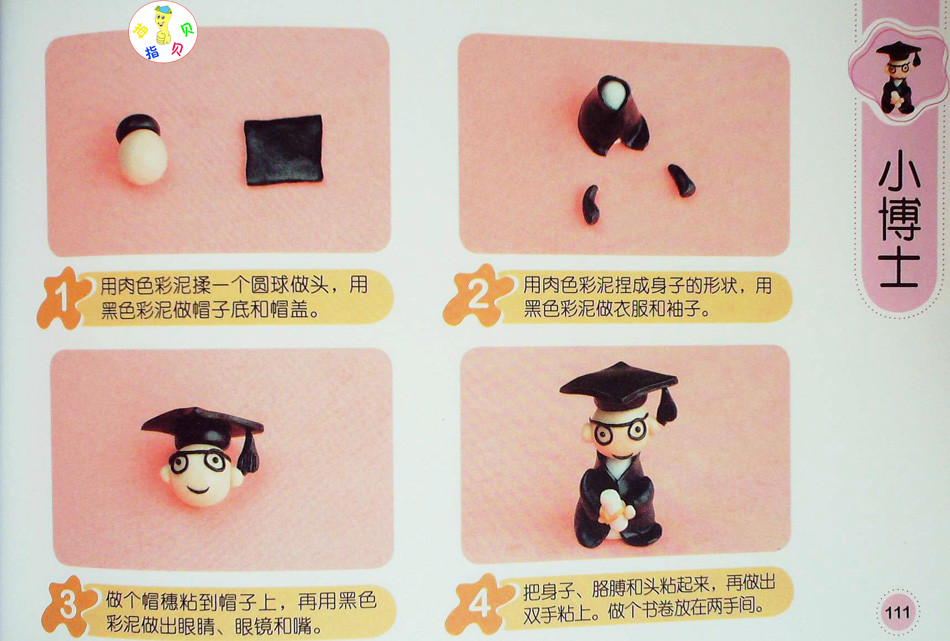 指
贝
贝
1
用肉色彩泥揉一个圆球做头，用
黑色彩泥做帽子底和帽盖。
2
用肉色彩泥捏成身子的形状，用
黑色彩泥做衣服和袖子。
3
做个帽穗粘到帽子上，再用黑色
彩泥做出眼睛、眼镜和嘴。
4
把身子、胳膊和头粘起来，再做出
双手粘上。做个书卷放在两手间。
小博士
111